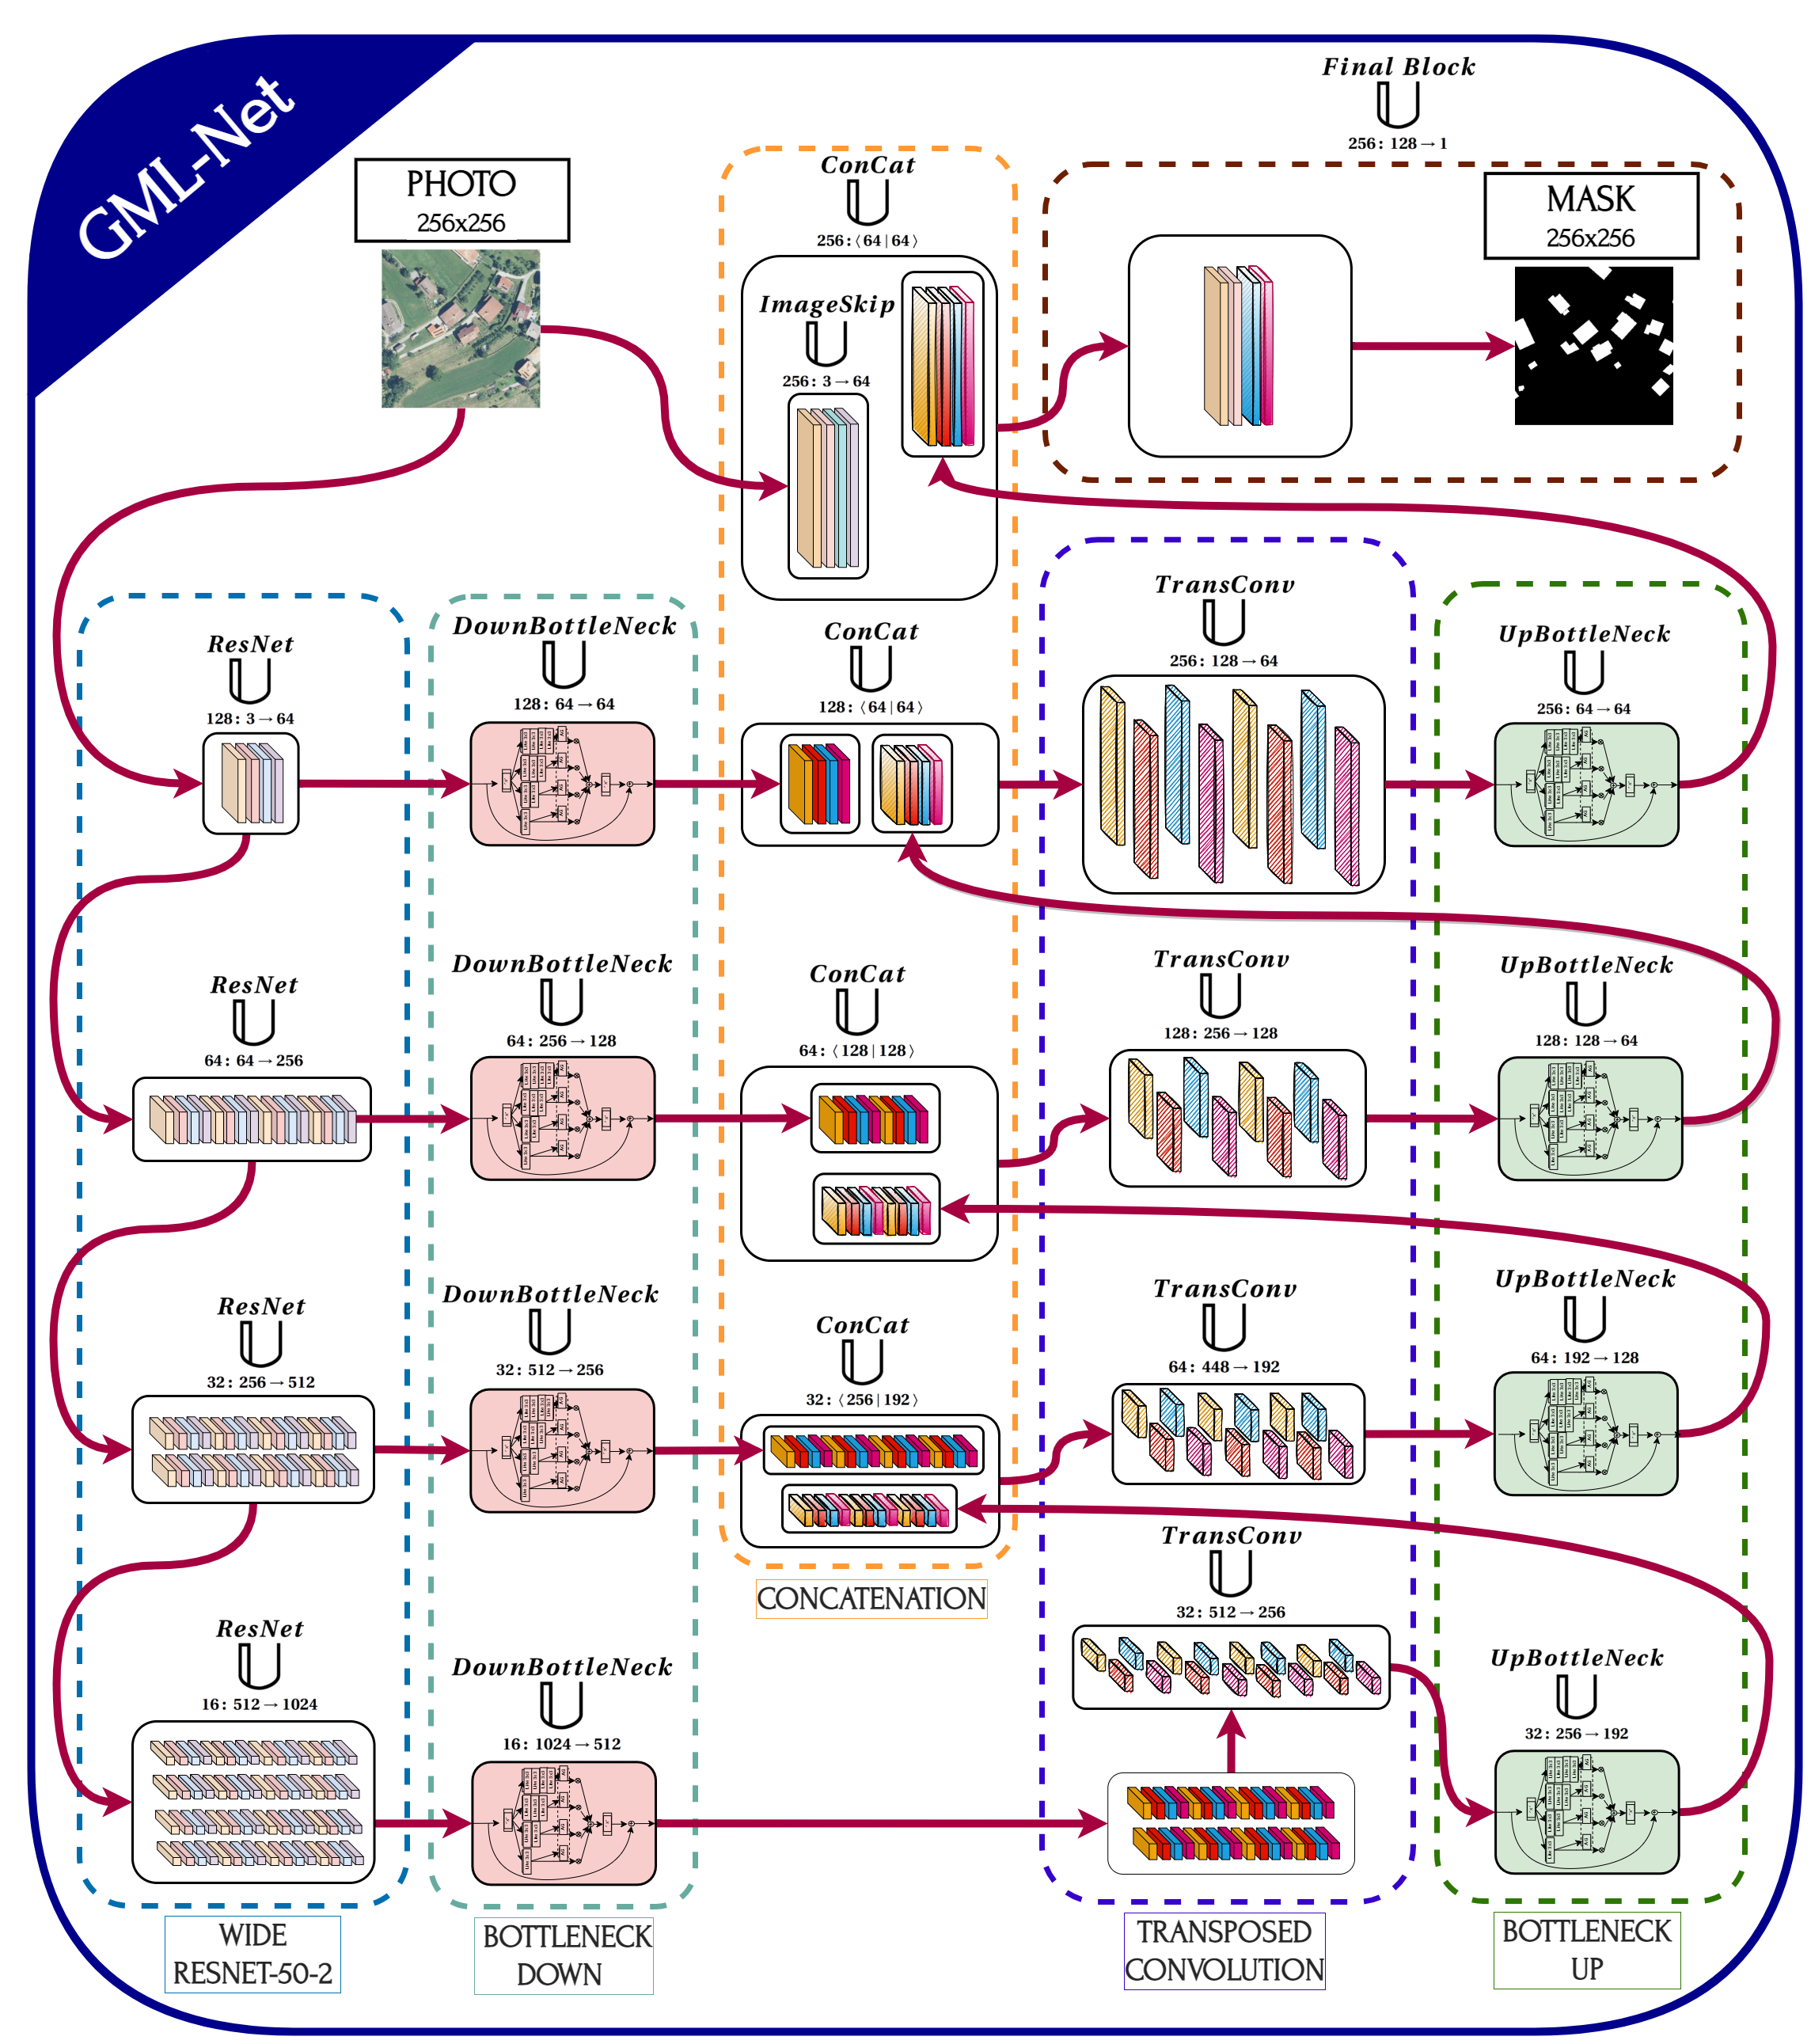 GML-Net
Final Block
256: 128→1
PHOTO
256x256
ConCat
256:⟨64|64⟩
MASK
256x256
ImageSkip
256: 3→64
ResNet
128: 3→64
DownBottleNeck
128: 64→64
ConCat
128:⟨64|64⟩
TransConv
256: 128→64
UpBottleNeck
256: 64→64
ResNet
64: 64→256
DownBottleNeck
64: 256→128
ConCat
64:⟨128|128⟩
TransConv
128: 256→128
UpBottleNeck
128: 128→64
ResNet
32: 256→512
DownBottleNeck
32: 512→256
ConCat
32:⟨256|192⟩
TransConv
64: 448→192
UpBottleNeck
64: 192→128
CONCATENATION
TransConv
32: 512→256
ResNet
16: 512→1024
DownBottleNeck
16: 1024→512
UpBottleNeck
32: 256→192
WIDE
RESNET-50-2
BOTTLENECK
DOWN
TRANSPOSED
CONVOLUTION
BOTTLENECK
UP